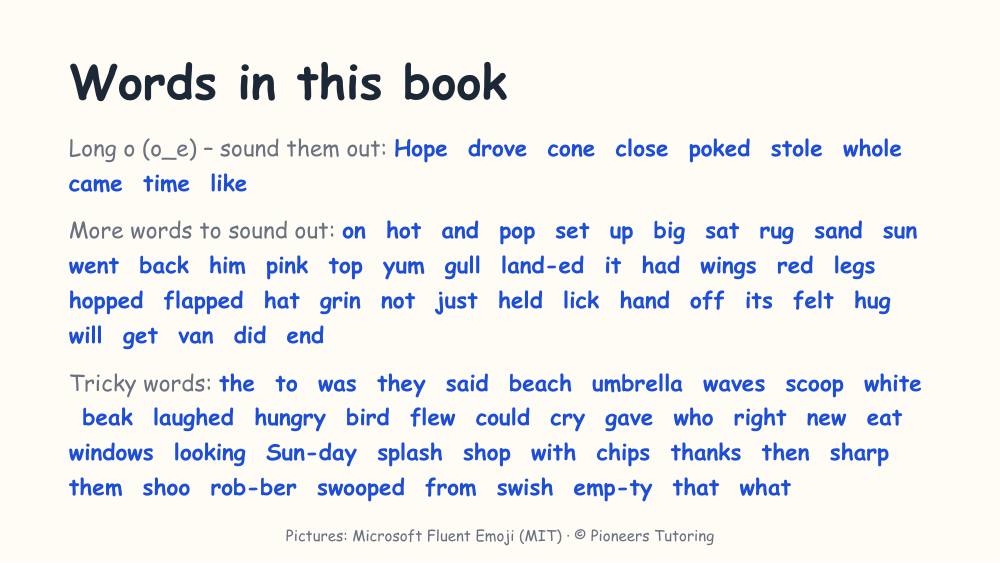 Words in this book
Long o (o_e) – sound them out: Hope drove cone close poked stole whole
came time like
More words to sound out: on hot and pop set up big sat rug sand sun
went back him pink top yum gull land-ed it had wings red legs
hopped flapped hat grin not just held lick hand off its felt hug
will get van did end
Tricky words: the to was they said beach umbrella waves scoop white
beak laughed hungry bird flew could cry gave who right new eat
windows looking Sun-day splash shop with chips thanks then sharp
them shoo rob-ber swooped from swish emp-ty that what
Pictures: Microsoft Fluent Emoji (MIT) · © Pioneers Tutoring